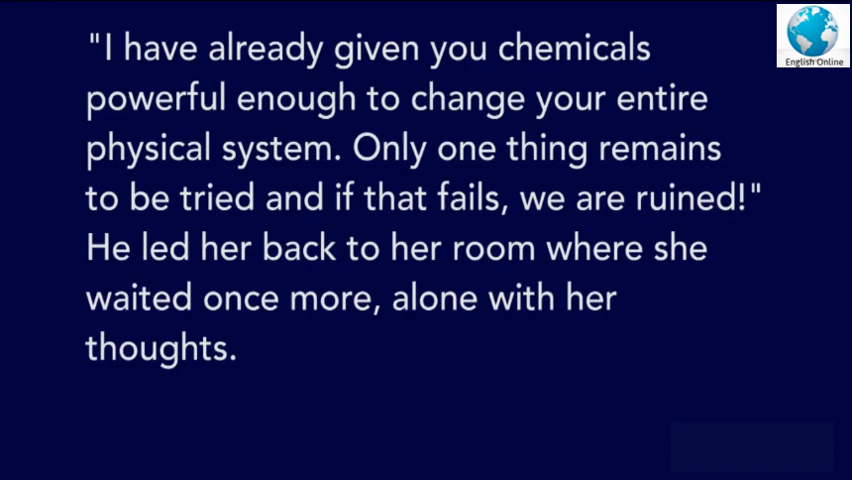 "I have already given you chemicals
powerful enough to change your entire
physical system. Only one thing remains
to be tried and if that fails, we are ruined!"
He led her back to her room where she
waited once more, alone with her
thoughts.
English Online